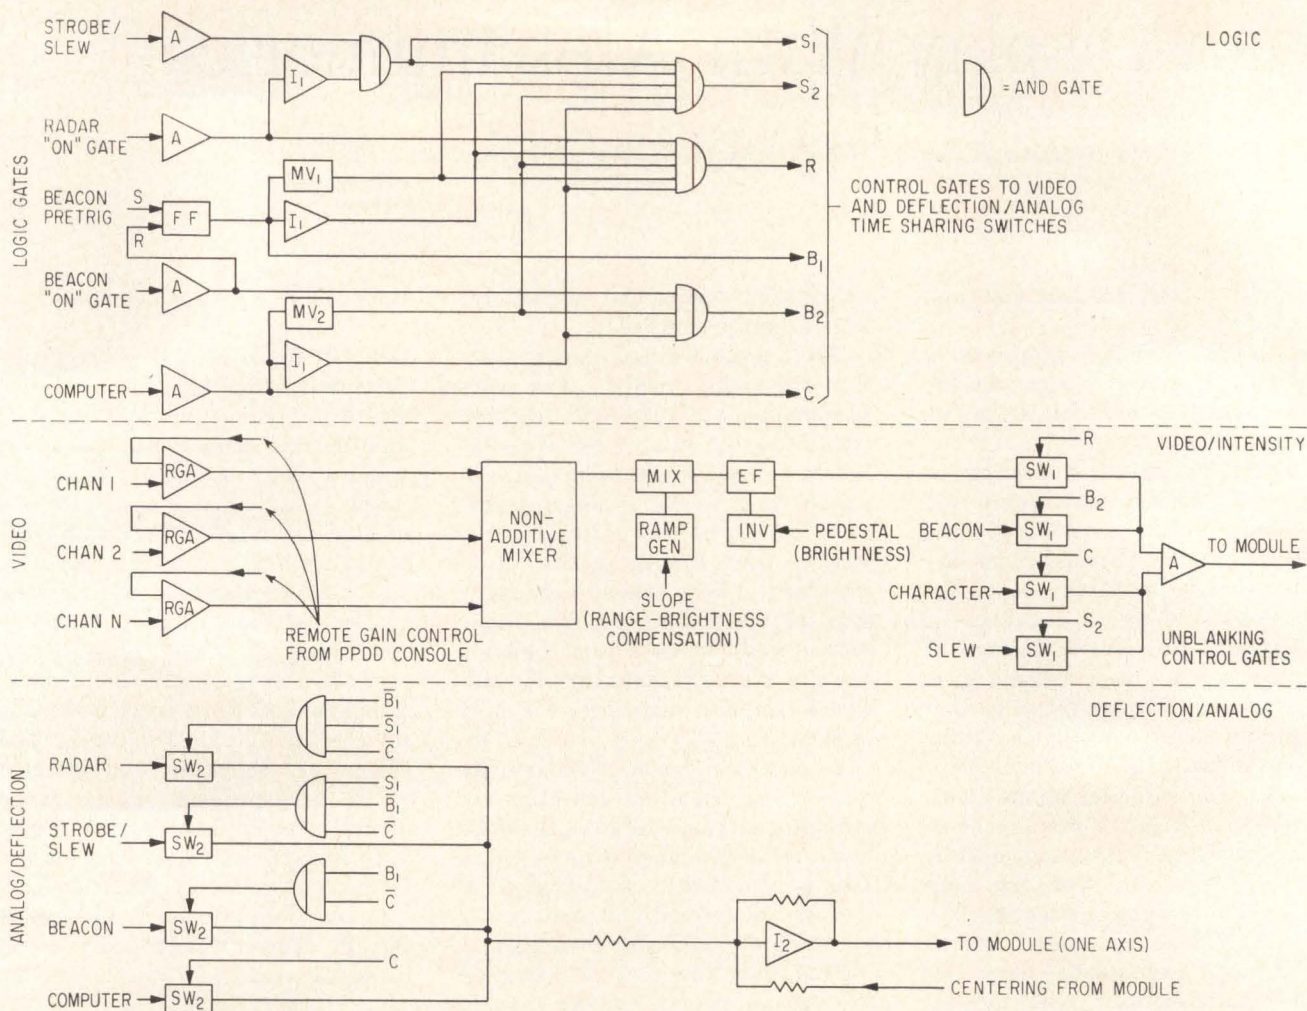 LOGIC GATES
STROBE/
SLEW
A
I1
S1
LOGIC
S2
= AND GATE
RADAR
"ON" GATE
A
R
MV1
BEACON
PRETRIG
S
R
FF
I1
CONTROL GATES TO VIDEO
AND DEFLECTION/ANALOG
TIME SHARING SWITCHES
B1
BEACON
"ON" GATE
A
MV2
B2
I1
COMPUTER
A
C
VIDEO
CHAN 1
RGA
CHAN 2
RGA
CHAN N
RGA
REMOTE GAIN CONTROL
FROM PPDD CONSOLE
NON-
ADDITIVE
MIXER
MIX
EF
RAMP
GEN
INV
PEDESTAL
(BRIGHTNESS)
SLOPE
(RANGE-BRIGHTNESS
COMPENSATION)
R
VIDEO/INTENSITY
SW1
B2
BEACON
SW1
C
A
TO MODULE
CHARACTER
SW1
S2
SLEW
SW1
UNBLANKING
CONTROL GATES
DEFLECTION/ANALOG
ANALOG/DEFLECTION
B̅1
S̅1
C̅
RADAR
SW2
S1
B̅1
C̅
STROBE/
SLEW
SW2
B1
C̅
BEACON
SW2
C
COMPUTER
SW2
I2
TO MODULE (ONE AXIS)
CENTERING FROM MODULE